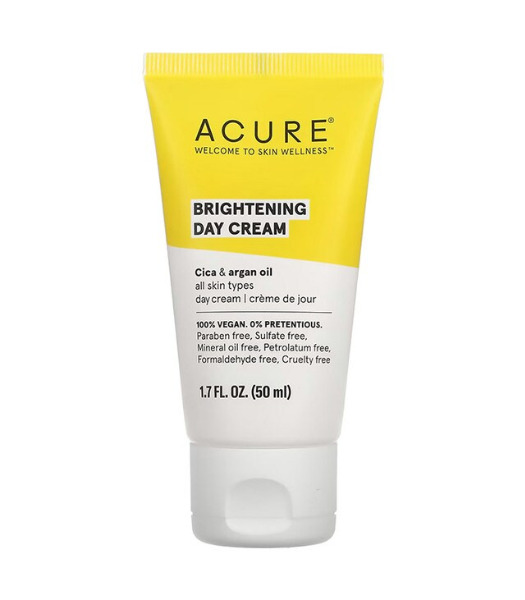 ACURE®
WELCOME TO SKIN WELLNESS™
BRIGHTENING
DAY CREAM
Cica & argan oil
all skin types
day cream | crème de jour
100% VEGAN. 0% PRETENTIOUS.
Paraben free, Sulfate free,
Mineral oil free, Petrolatum free,
Formaldehyde free, Cruelty free
1.7 FL. OZ. (50 ml)